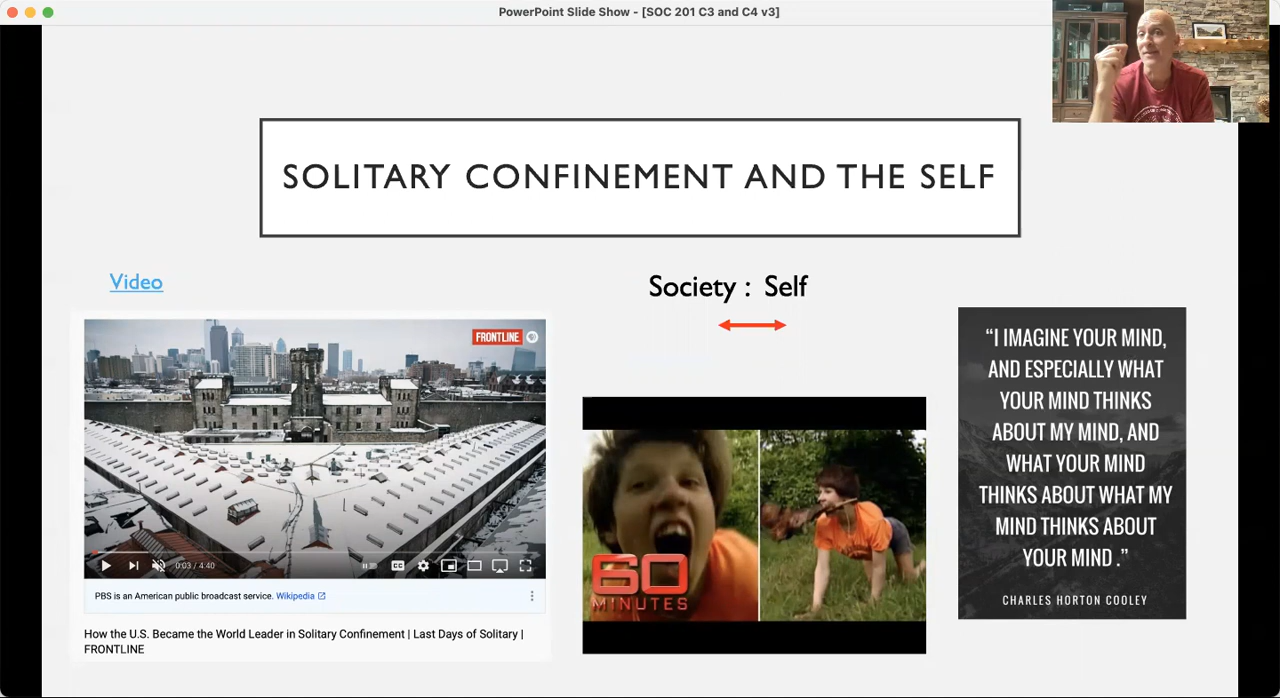 PowerPoint Slide Show - [SOC 201 C3 and C4 v3]
SOLITARY CONFINEMENT AND THE SELF
Video
Society : Self
FRONTLINE
0:03 / 4:40
CC
PBS is an American public broadcast service. Wikipedia
How the U.S. Became the World Leader in Solitary Confinement | Last Days of Solitary |
FRONTLINE
60
MINUTES
“I IMAGINE YOUR MIND,
AND ESPECIALLY WHAT
YOUR MIND THINKS
ABOUT MY MIND, AND
WHAT YOUR MIND
THINKS ABOUT WHAT MY
MIND THINKS ABOUT
YOUR MIND .”
CHARLES HORTON COOLEY